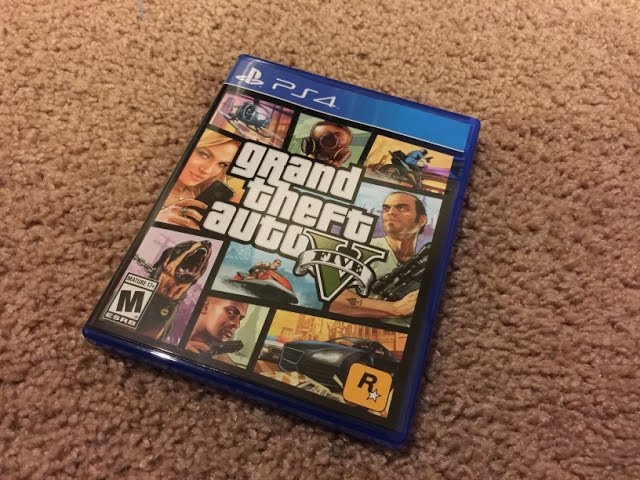 PS4
grand
theft
auto
V
FIVE
MATURE 17+
M
ESRB
R